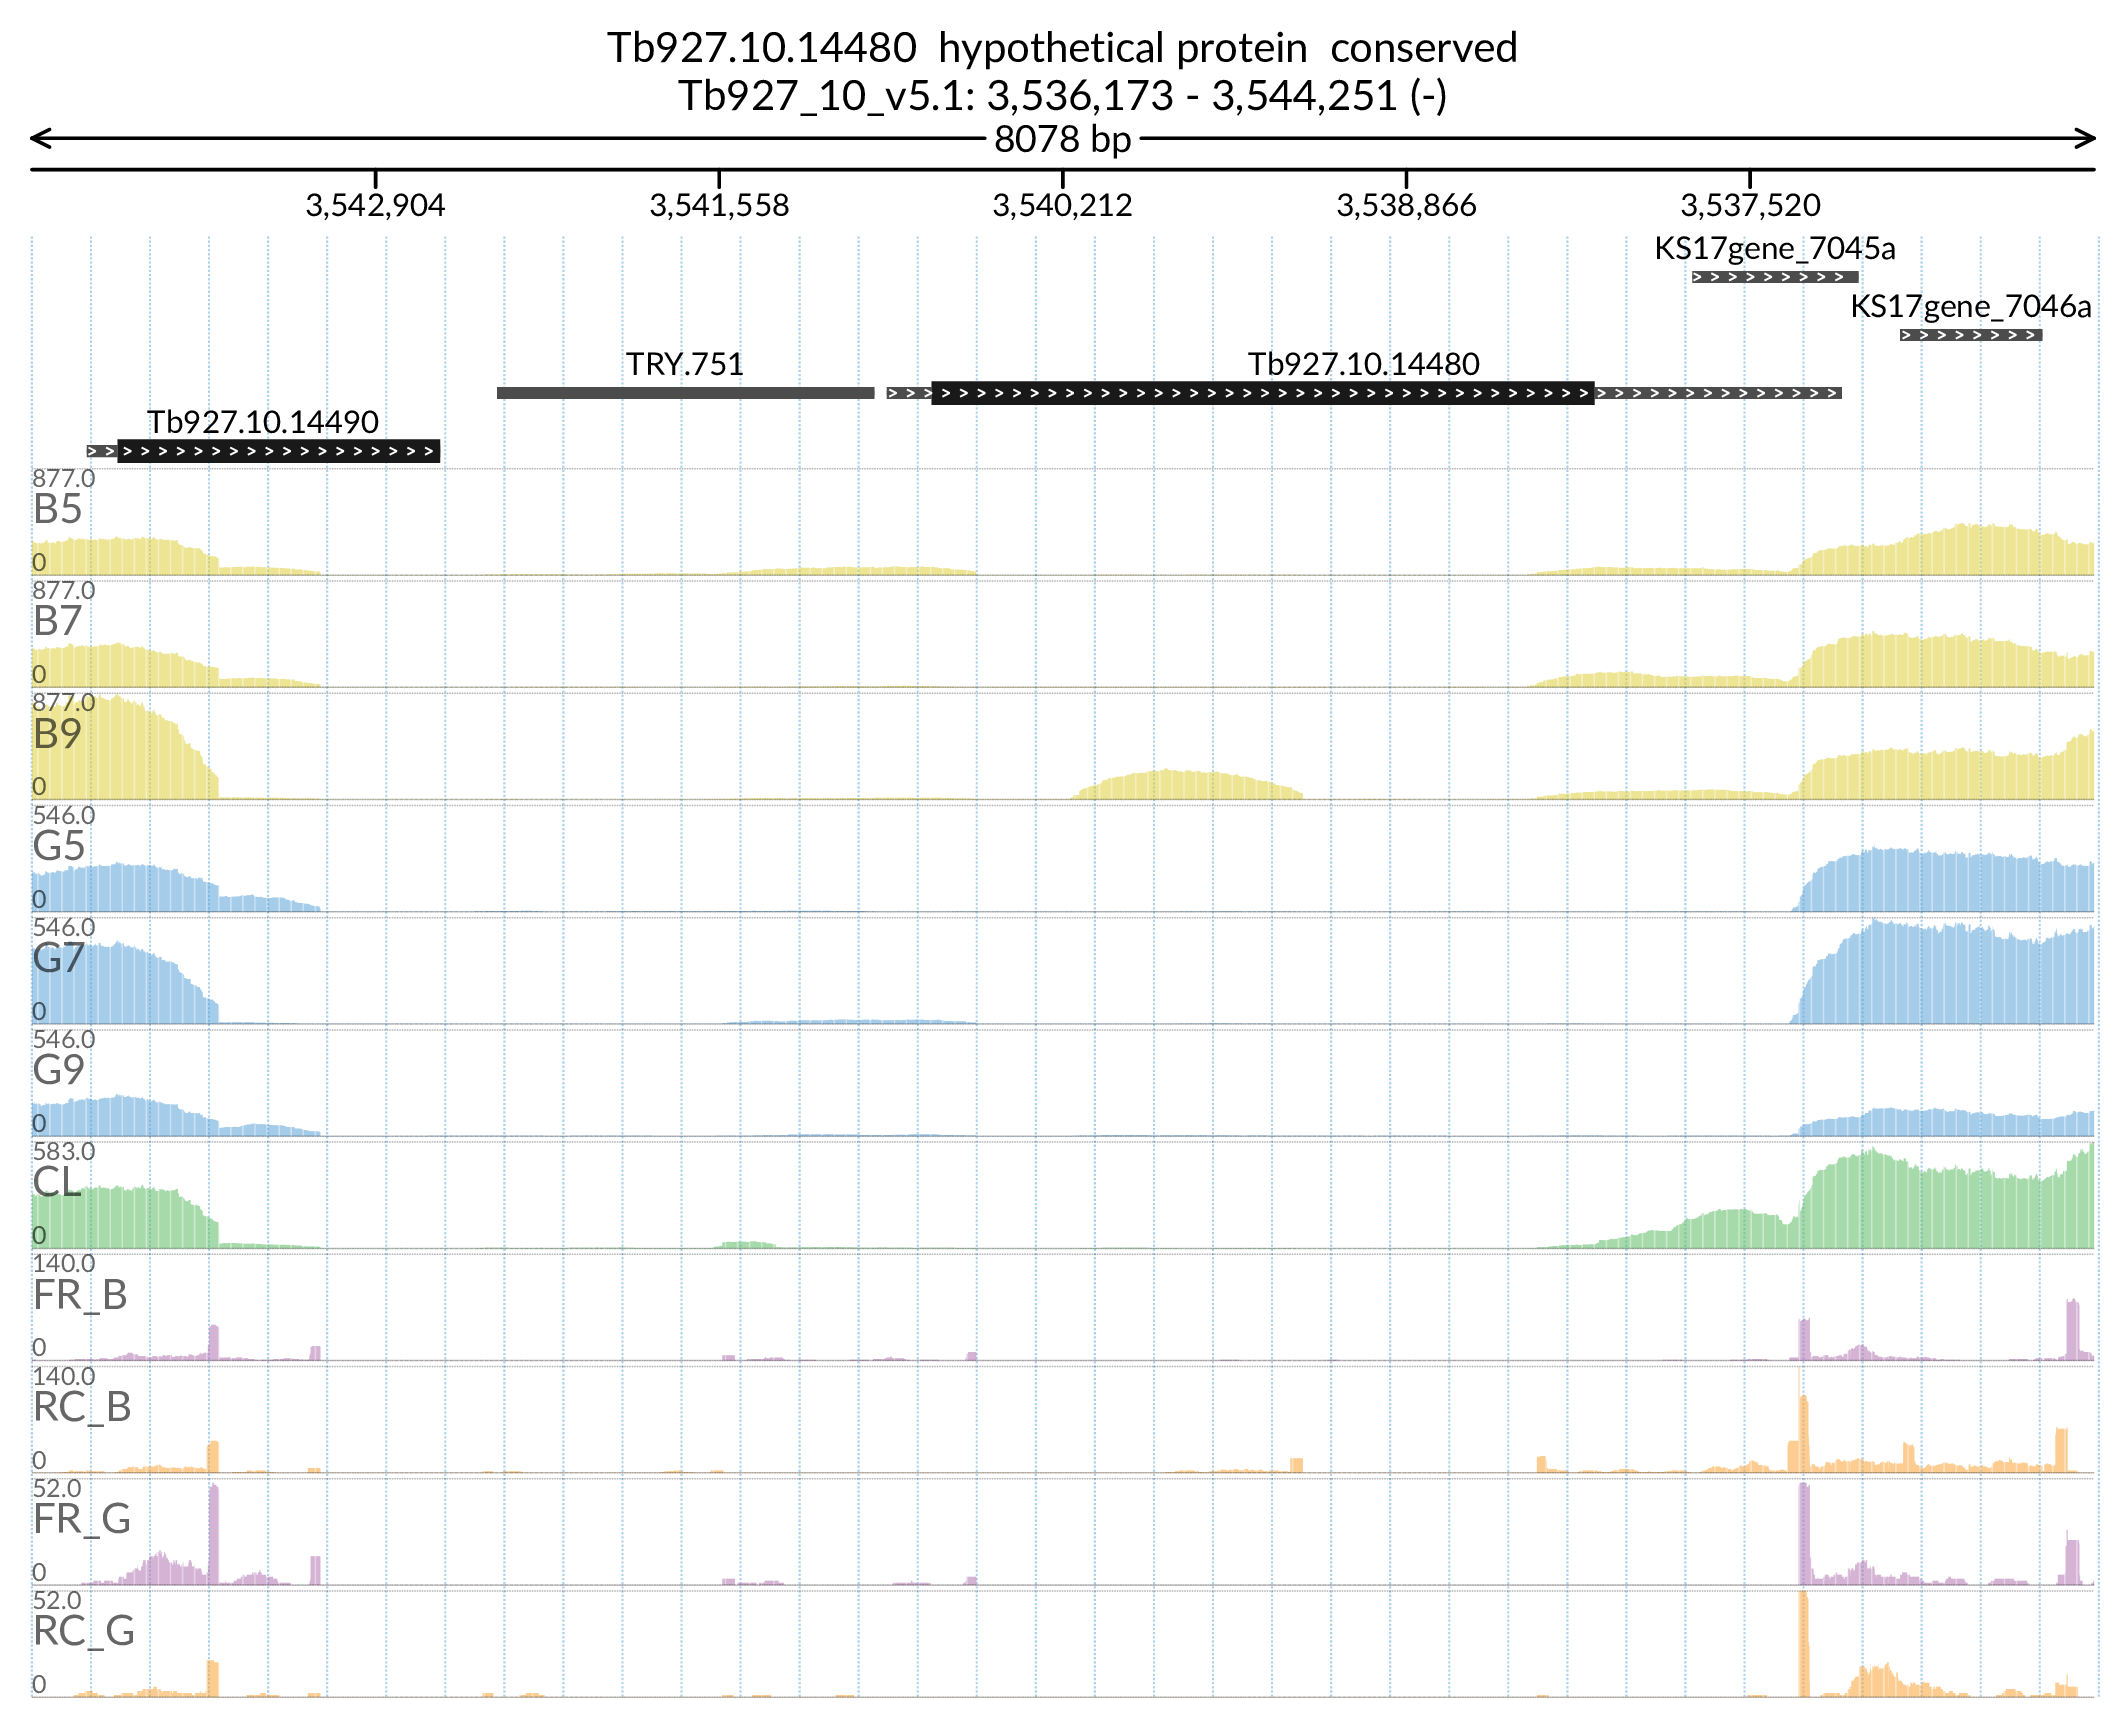 Tb927.10.14480 hypothetical protein conserved
Tb927_10_v5.1: 3,536,173 - 3,544,251 (-)
8078 bp
3,542,904 3,541,558 3,540,212 3,538,866 3,537,520
KS17gene_7045a
KS17gene_7046a
TRY.751 Tb927.10.14480
Tb927.10.14490
877.0
B5
0
877.0
B7
0
877.0
B9
0
546.0
G5
0
546.0
G7
0
546.0
G9
0
583.0
CL
0
140.0
FR_B
0
140.0
RC_B
0
52.0
FR_G
0
52.0
RC_G
0